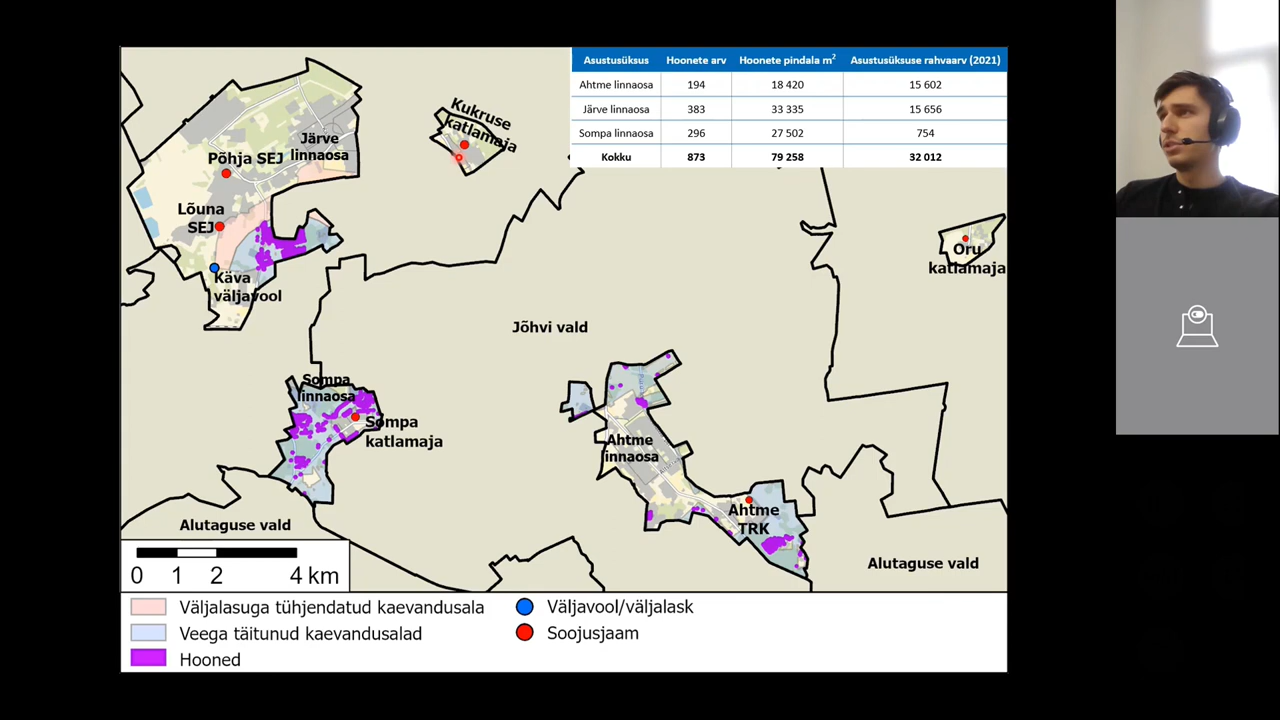 Asustusüksus Hoonete arv Hoonete pindala m² Asustusüksuse rahvaarv (2021)
Ahtme linnaosa 194 18 420 15 602
Järve linnaosa 383 33 335 15 656
Sompa linnaosa 296 27 502 754
Kokku 873 79 258 32 012
Kukruse
katlamaja
Järve
linnaosa
Põhja SEJ
Lõuna
SEJ
Käva
väljavool
Oru
katlamaja
Jõhvi vald
Sompa
linnaosa
Sompa
katlamaja
Ahtme
linnaosa
Ahtme
TRK
Alutaguse vald
Alutaguse vald
0 1 2 4 km
Väljalasuga tühjendatud kaevandusala
Veega täitunud kaevandusalad
Hooned
Väljavool/väljalask
Soojusjaam